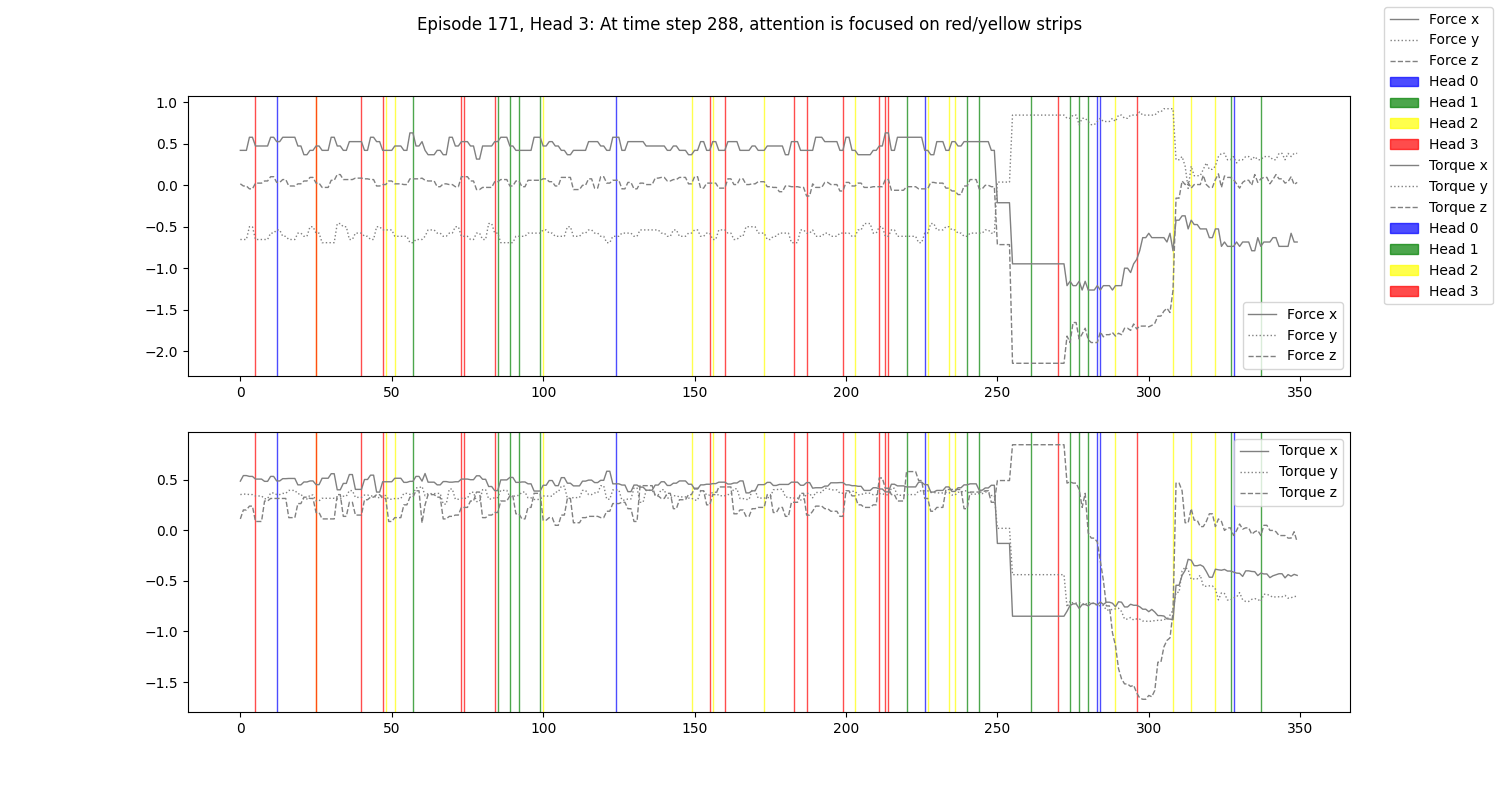 Episode 171, Head 3: At time step 288, attention is focused on red/yellow strips
Force x
Force y
Force z
Head 0
Head 1
Head 2
Head 3
Torque x
Torque y
Torque z
Head 0
Head 1
Head 2
Head 3
1.0
0.5
0.0
−0.5
−1.0
−1.5
−2.0
Force x
Force y
Force z
0 50 100 150 200 250 300 350
0.5
0.0
−0.5
−1.0
−1.5
Torque x
Torque y
Torque z
0 50 100 150 200 250 300 350